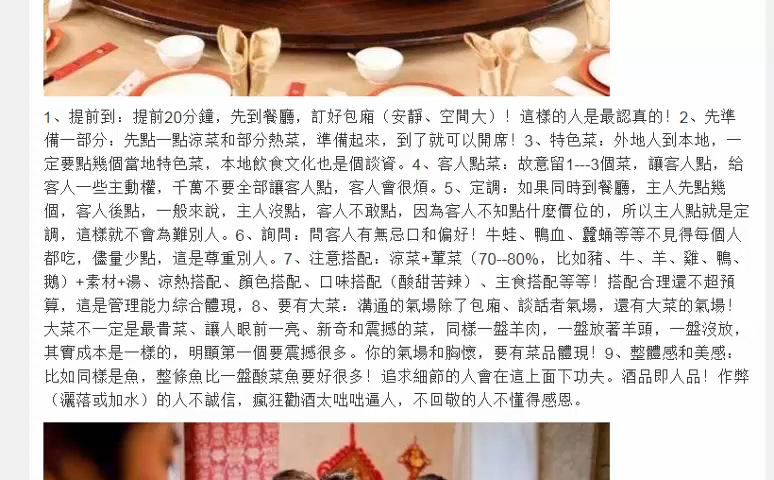 1、提前到：提前20分鐘，先到餐廳，訂好包廂（安靜、空間大）！這樣的人是最認真的！2、先準
備一部分：先點一點涼菜和部分熱菜，準備起來，到了就可以開席！3、特色菜：外地人到本地，一
定要點幾個當地特色菜，本地飲食文化也是個談資。4、客人點菜：故意留1---3個菜，讓客人點，給
客人一些主動權，千萬不要全部讓客人點，客人會很煩。5、定調：如果同時到餐廳，主人先點幾
個，客人後點，一般來說，主人沒點，客人不敢點，因為客人不知點什麼價位的，所以主人點就是定
調，這樣就不會為難別人。6、詢問：問客人有無忌口和偏好！牛蛙、鴨血、蠶蛹等等不見得每個人
都吃，儘量少點，這是尊重別人。7、注意搭配：涼菜+葷菜（70--80%，比如豬、牛、羊、雞、鴨、
鵝）+素材+湯、涼熱搭配、顏色搭配、口味搭配（酸甜苦辣）、主食搭配等等！搭配合理還不超預
算，這是管理能力綜合體現，8、要有大菜：溝通的氣場除了包廂、談話者氣場，還有大菜的氣場！
大菜不一定是最貴菜、讓人眼前一亮、新奇和震撼的菜，同樣一盤羊肉，一盤放著羊頭，一盤沒放，
其實成本是一樣的，明顯第一個要震撼很多。你的氣場和胸懷，要有菜品體現！9、整體感和美感：
比如同樣是魚，整條魚比一盤酸菜魚要好很多！追求細節的人會在這上面下功夫。酒品即人品！作弊
（灑落或加水）的人不誠信，瘋狂勸酒太咄咄逼人，不回敬的人不懂得感恩。